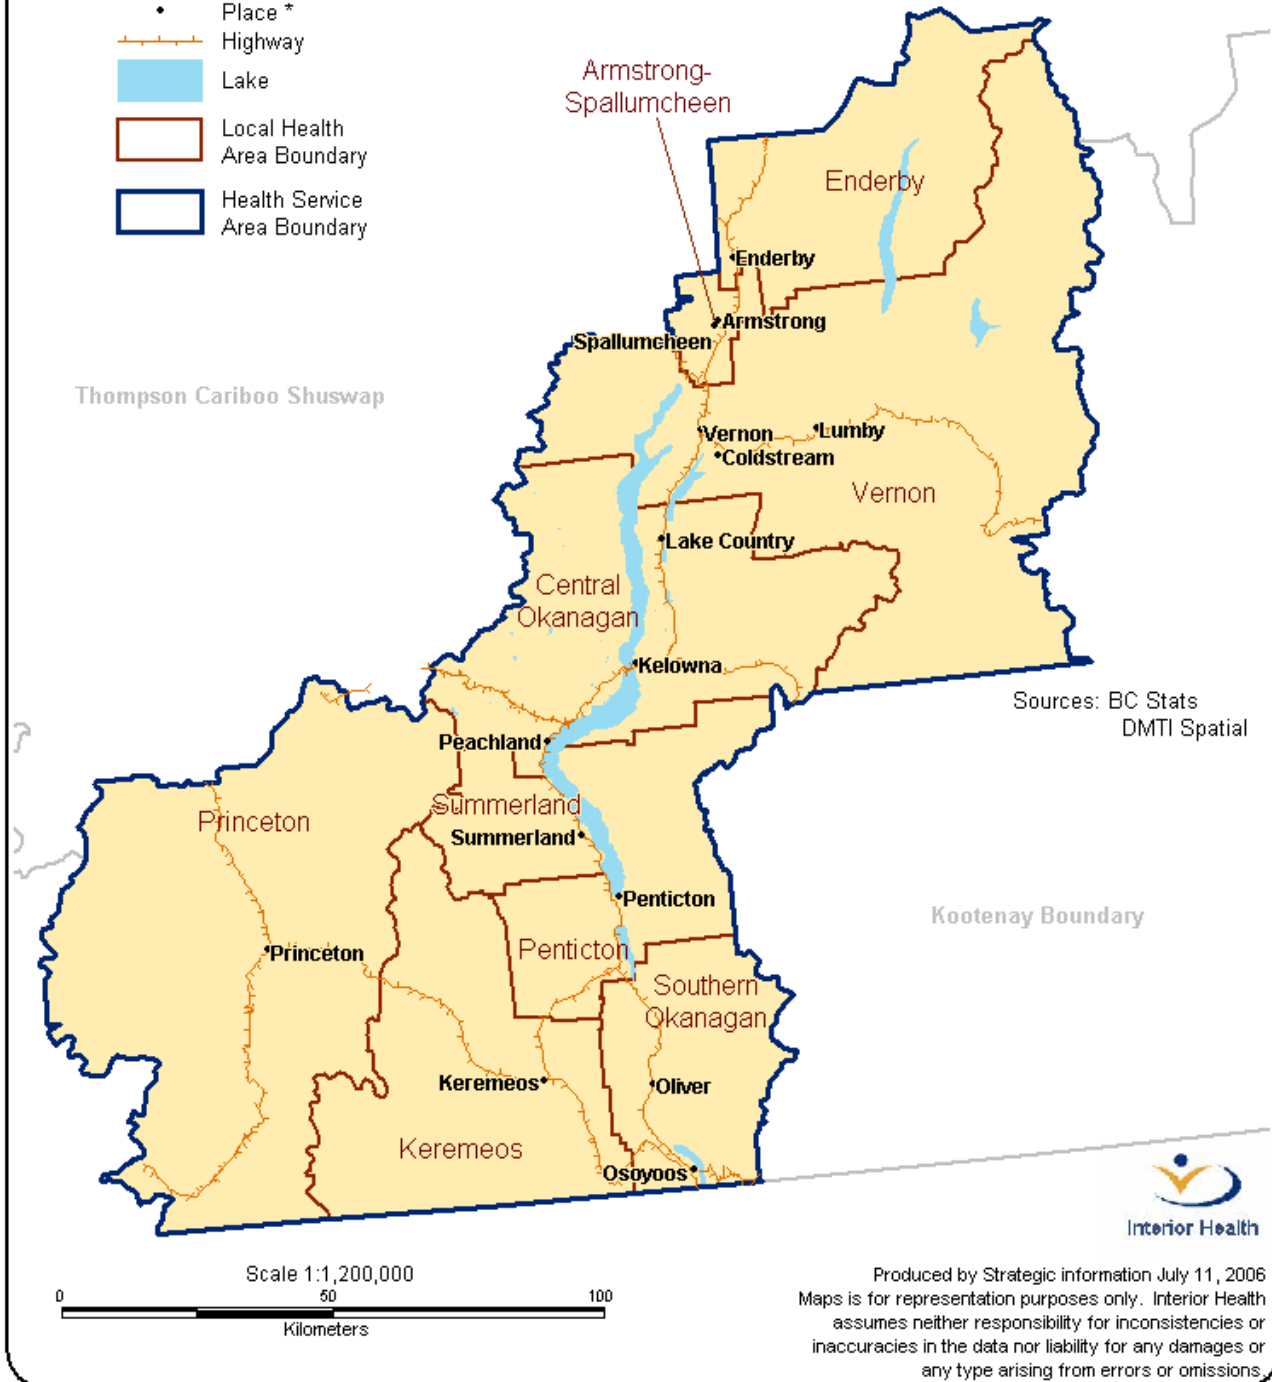 Place *
Highway
Lake
Local Health
Area Boundary
Health Service
Area Boundary
Armstrong-
Spallumcheen
Enderby
Enderby
Armstrong
Spallumcheen
Thompson Cariboo Shuswap
Vernon
Lumby
Coldstream
Vernon
Lake Country
Central
Okanagan
Kelowna
Sources: BC Stats
DMTI Spatial
Peachland
Summerland
Princeton
Summerland
Penticton
Kootenay Boundary
Princeton
Penticton
Southern
Okanagan
Keremeos
Oliver
Keremeos
Osoyoos
Interior Health
Scale 1:1,200,000
0 50 100
Kilometers
Produced by Strategic information July 11, 2006
Maps is for representation purposes only. Interior Health
assumes neither responsibility for inconsistencies or
inaccuracies in the data nor liability for any damages or
any type arising from errors or omissions.